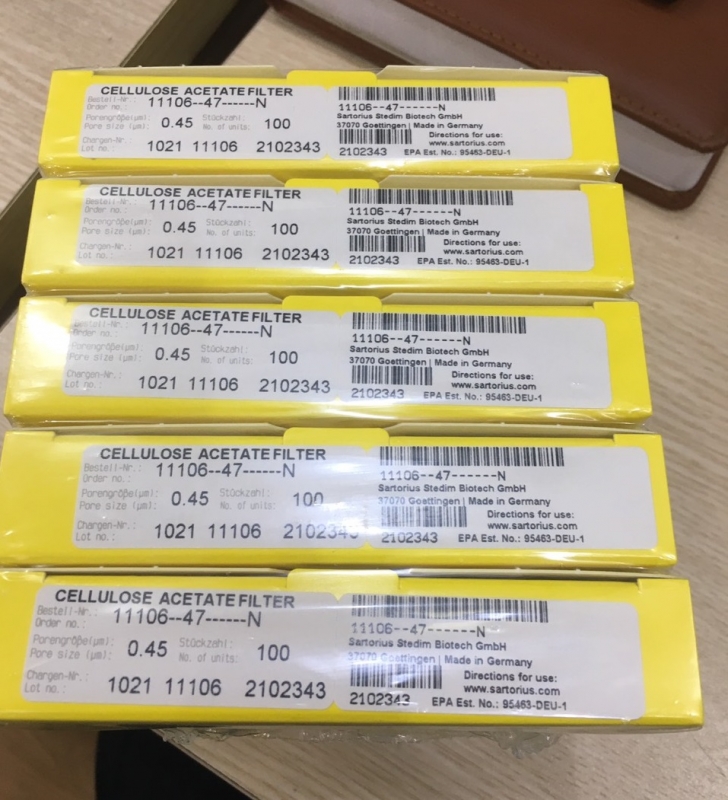 CELLULOSE ACETATE FILTER
Bestell-Nr.: 11106--47------N
Order no.:
Porengröße(µm): 0.45 Stückzahl: 100
Pore size (µm): No. of units:
Chargen-Nr.: 1021 11106 2102343
Lot no.:
11106--47------N
Sartorius Stedim Biotech GmbH
37070 Goettingen | Made in Germany
Directions for use:
www.sartorius.com
2102343 EPA Est. No.: 95463-DEU-1
CELLULOSE ACETATE FILTER
Bestell-Nr.: 11106--47------N
Order no.:
Porengröße(µm): 0.45 Stückzahl: 100
Pore size (µm): No. of units:
Chargen-Nr.: 1021 11106 2102343
Lot no.:
11106--47------N
Sartorius Stedim Biotech GmbH
37070 Goettingen | Made in Germany
Directions for use:
www.sartorius.com
2102343 EPA Est. No.: 95463-DEU-1
CELLULOSE ACETATE FILTER
Bestell-Nr.: 11106--47------N
Order no.:
Porengröße(µm): 0.45 Stückzahl: 100
Pore size (µm): No. of units:
Chargen-Nr.: 1021 11106 2102343
Lot no.:
11106--47------N
Sartorius Stedim Biotech GmbH
37070 Goettingen | Made in Germany
Directions for use:
www.sartorius.com
2102343 EPA Est. No.: 95463-DEU-1
CELLULOSE ACETATE FILTER
Bestell-Nr.: 11106--47------N
Order no.:
Porengröße(µm): 0.45 Stückzahl: 100
Pore size (µm): No. of units:
Chargen-Nr.: 1021 11106 2102343
Lot no.:
11106--47------N
Sartorius Stedim Biotech GmbH
37070 Goettingen | Made in Germany
Directions for use:
www.sartorius.com
2102343 EPA Est. No.: 95463-DEU-1
CELLULOSE ACETATE FILTER
Bestell-Nr.: 11106--47------N
Order no.:
Porengröße(µm): 0.45 Stückzahl: 100
Pore size (µm): No. of units:
Chargen-Nr.: 1021 11106 2102343
Lot no.:
11106--47------N
Sartorius Stedim Biotech GmbH
37070 Goettingen | Made in Germany
Directions for use:
www.sartorius.com
2102343 EPA Est. No.: 95463-DEU-1